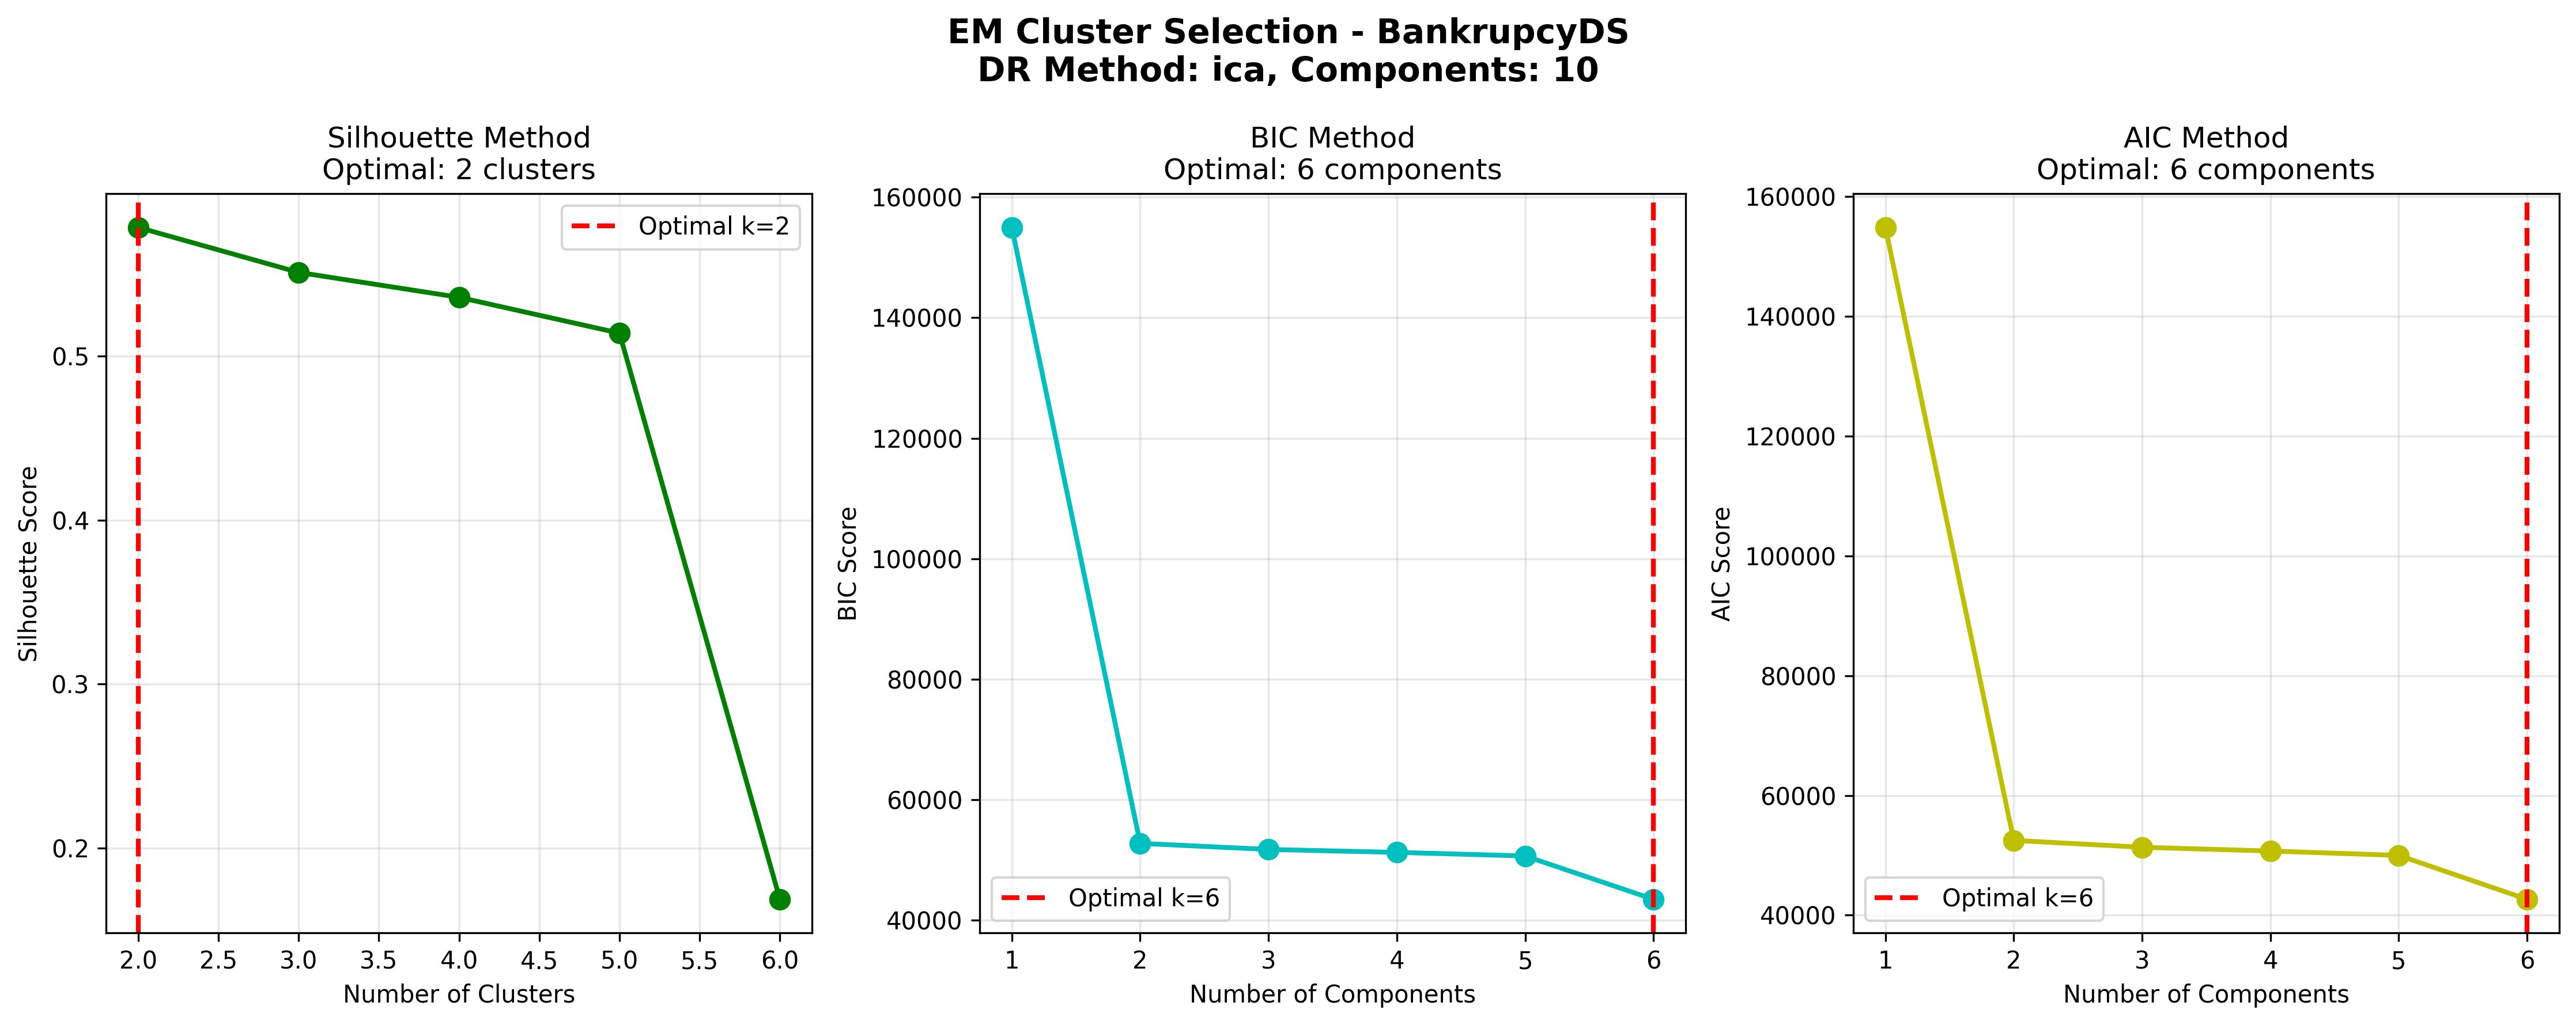 EM Cluster Selection - BankrupcyDS
DR Method: ica, Components: 10
Silhouette Method
Optimal: 2 clusters
Optimal k=2
Silhouette Score
0.5
0.4
0.3
0.2
2.0 2.5 3.0 3.5 4.0 4.5 5.0 5.5 6.0
Number of Clusters
BIC Method
Optimal: 6 components
BIC Score
160000
140000
120000
100000
80000
60000
40000
Optimal k=6
1 2 3 4 5 6
Number of Components
AIC Method
Optimal: 6 components
AIC Score
160000
140000
120000
100000
80000
60000
40000
Optimal k=6
1 2 3 4 5 6
Number of Components